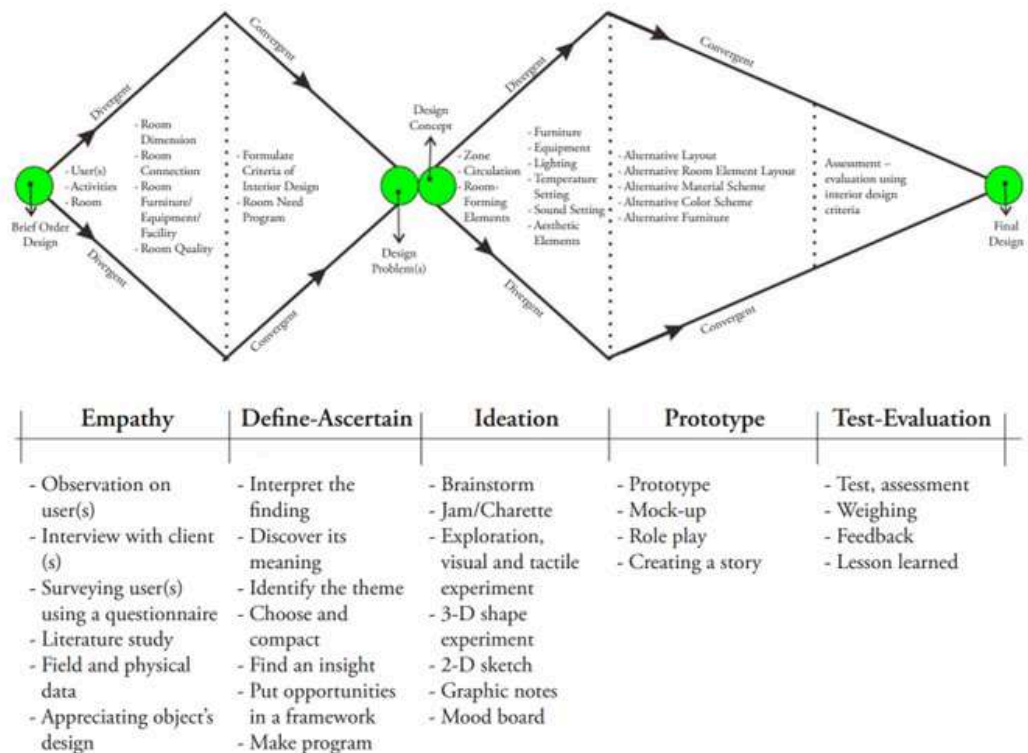 Divergent
Convergent
Divergent
Convergent
- User(s)
- Activities
- Room
Brief Order
Design
- Room
Dimension
- Room
Connection
- Room
Furniture/
Equipment/
Facility
- Room Quality
Divergent
- Formulate
Criteria of
Interior Design
- Room Need
Program
Convergent
Design
Concept
Design
Problem(s)
- Zone
Circulation
- Room-
Forming
Elements
- Furniture
- Equipment
- Lighting
- Temperature
Setting
- Sound Setting
- Aesthetic
Elements
Divergent
- Alternative Layout
- Alternative Room Element Layout
- Alternative Material Scheme
- Alternative Color Scheme
- Alternative Furniture
Convergent
Assessment –
evaluation using
interior design
criteria
Final
Design
Empathy
- Observation on
user(s)
- Interview with client
(s)
- Surveying user(s)
using a questionnaire
- Literature study
- Field and physical
data
- Appreciating object's
design
Define-Ascertain
- Interpret the
finding
- Discover its
meaning
- Identify the theme
- Choose and
compact
- Find an insight
- Put opportunities
in a framework
- Make program
Ideation
- Brainstorm
- Jam/Charette
- Exploration,
visual and tactile
experiment
- 3-D shape
experiment
- 2-D sketch
- Graphic notes
- Mood board
Prototype
- Prototype
- Mock-up
- Role play
- Creating a story
Test-Evaluation
- Test, assessment
- Weighing
- Feedback
- Lesson learned